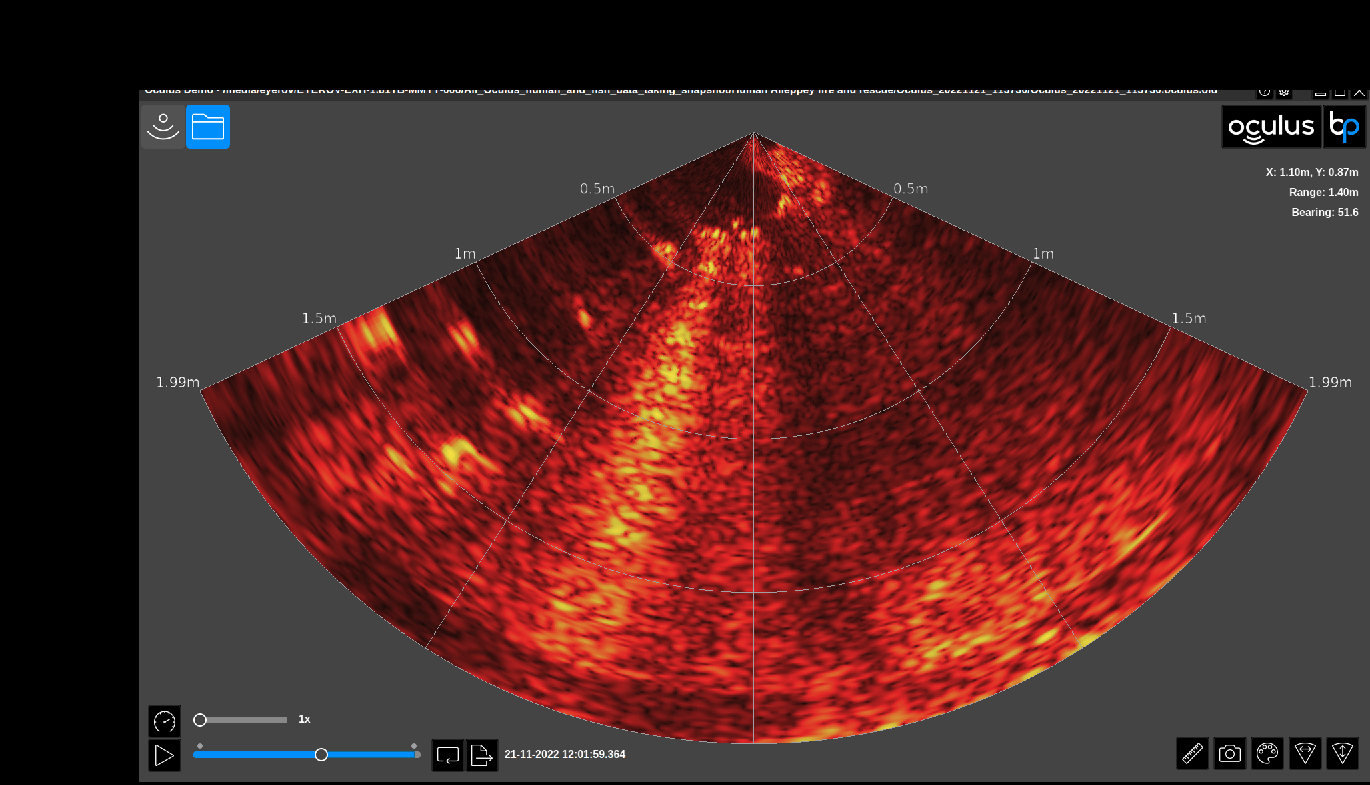 oculus bp
X: 1.10m, Y: 0.87m
Range: 1.40m
Bearing: 51.6
0.5m 0.5m
1m 1m
1.5m 1.5m
1.99m 1.99m
1x
21-11-2022 12:01:59.364